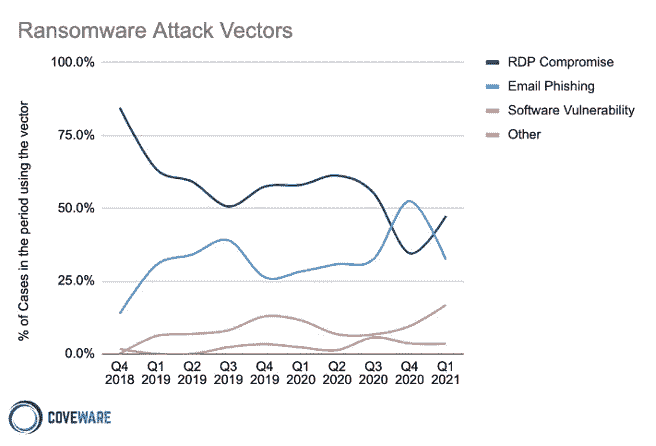 Ransomware Attack Vectors
% of Cases in the period using the vector
100.0%
75.0%
50.0%
25.0%
0.0%
Q4 Q1 Q2 Q3 Q4 Q1 Q2 Q3 Q4 Q1
2018 2019 2019 2019 2019 2020 2020 2020 2020 2021
RDP Compromise
Email Phishing
Software Vulnerability
Other
COVEWARE